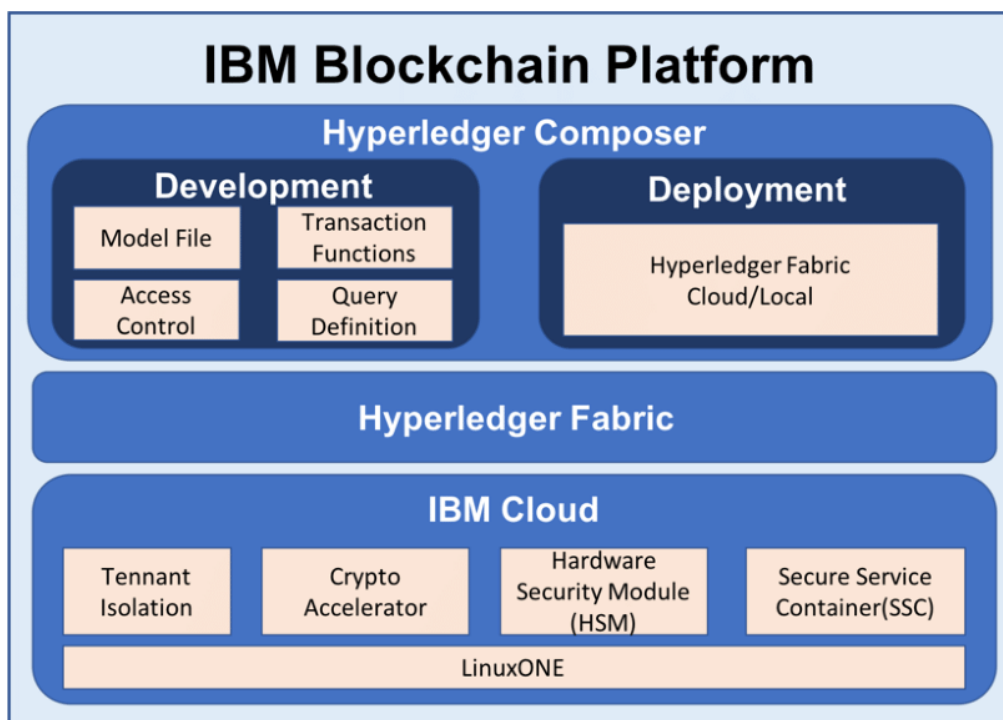 IBM Blockchain Platform
Hyperledger Composer
Development
Model File
Transaction
Functions
Access
Control
Query
Definition
Deployment
Hyperledger Fabric
Cloud/Local
Hyperledger Fabric
IBM Cloud
Tennant
Isolation
Crypto
Accelerator
Hardware
Security Module
(HSM)
Secure Service
Container(SSC)
LinuxONE